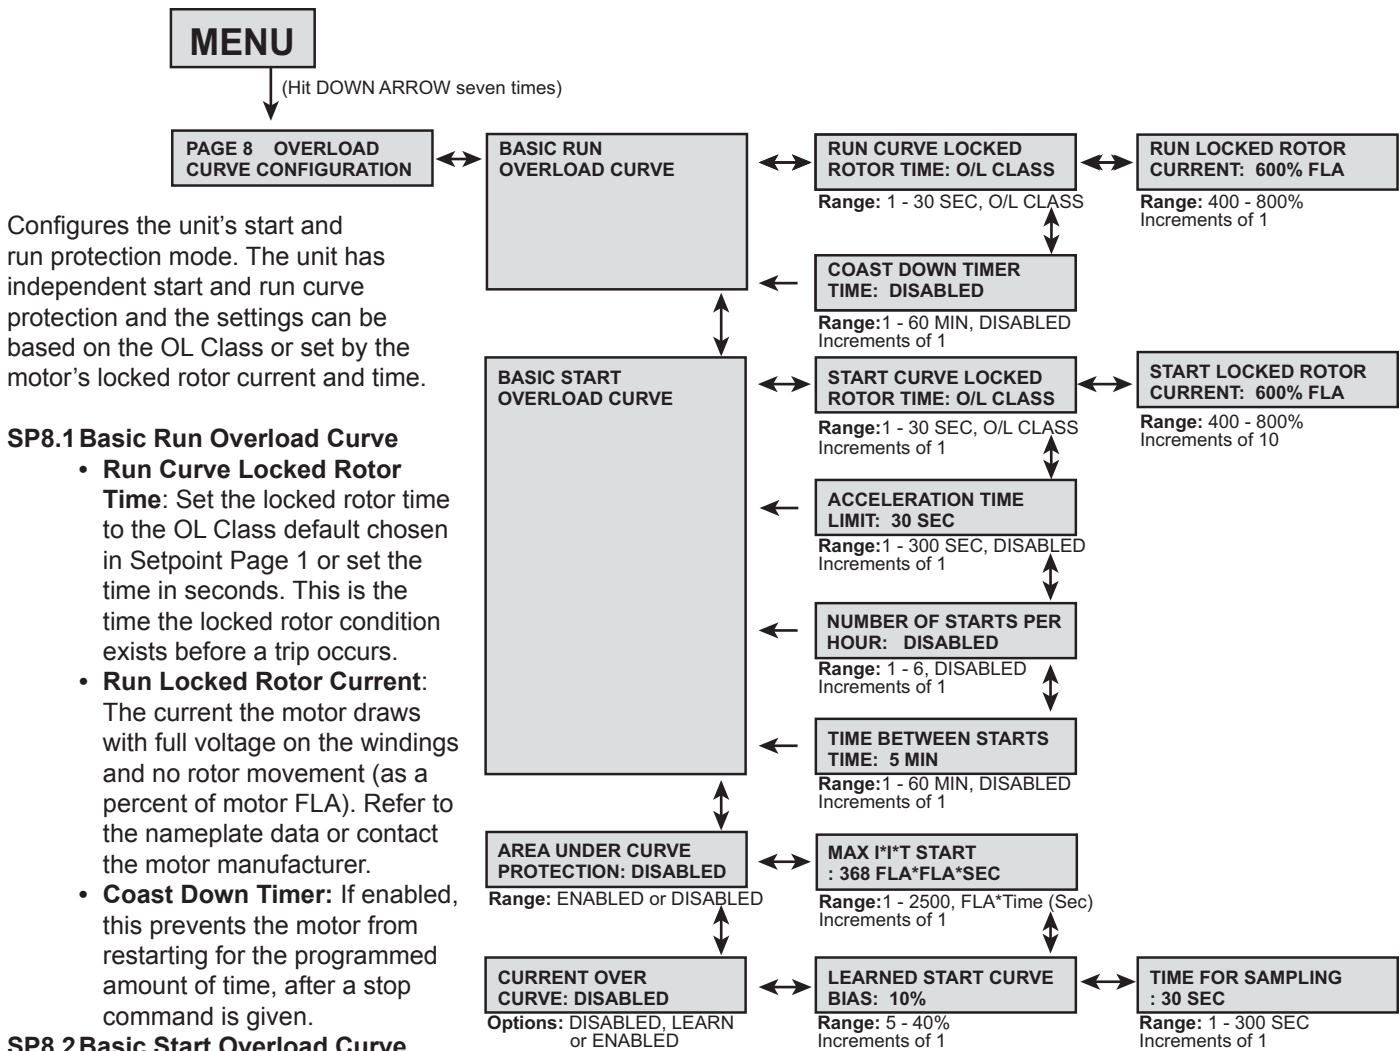 MENU
(Hit DOWN ARROW seven times)
PAGE 8 OVERLOAD
CURVE CONFIGURATION
BASIC RUN
OVERLOAD CURVE
RUN CURVE LOCKED
ROTOR TIME: O/L CLASS
Range: 1 - 30 SEC, O/L CLASS
RUN LOCKED ROTOR
CURRENT: 600% FLA
Range: 400 - 800%
Increments of 1
COAST DOWN TIMER
TIME: DISABLED
Range:1 - 60 MIN, DISABLED
Increments of 1
BASIC START
OVERLOAD CURVE
START CURVE LOCKED
ROTOR TIME: O/L CLASS
Range:1 - 30 SEC, O/L CLASS
Increments of 1
START LOCKED ROTOR
CURRENT: 600% FLA
Range: 400 - 800%
Increments of 10
ACCELERATION TIME
LIMIT: 30 SEC
Range:1 - 300 SEC, DISABLED
Increments of 1
NUMBER OF STARTS PER
HOUR: DISABLED
Range: 1 - 6, DISABLED
Increments of 1
TIME BETWEEN STARTS
TIME: 5 MIN
Range:1 - 60 MIN, DISABLED
Increments of 1
AREA UNDER CURVE
PROTECTION: DISABLED
Range: ENABLED or DISABLED
MAX I*I*T START
: 368 FLA*FLA*SEC
Range:1 - 2500, FLA*Time (Sec)
Increments of 1
CURRENT OVER
CURVE: DISABLED
Options: DISABLED, LEARN
or ENABLED
LEARNED START CURVE
BIAS: 10%
Range: 5 - 40%
Increments of 1
TIME FOR SAMPLING
: 30 SEC
Range: 1 - 300 SEC
Increments of 1
Configures the unit's start and
run protection mode. The unit has
independent start and run curve
protection and the settings can be
based on the OL Class or set by the
motor's locked rotor current and time.
SP8.1 Basic Run Overload Curve
• Run Curve Locked Rotor
Time: Set the locked rotor time
to the OL Class default chosen
in Setpoint Page 1 or set the
time in seconds. This is the
time the locked rotor condition
exists before a trip occurs.
• Run Locked Rotor Current:
The current the motor draws
with full voltage on the windings
and no rotor movement (as a
percent of motor FLA). Refer to
the nameplate data or contact
the motor manufacturer.
• Coast Down Timer: If enabled,
this prevents the motor from
restarting for the programmed
amount of time, after a stop
command is given.
SP8.2 Basic Start Overload Curve